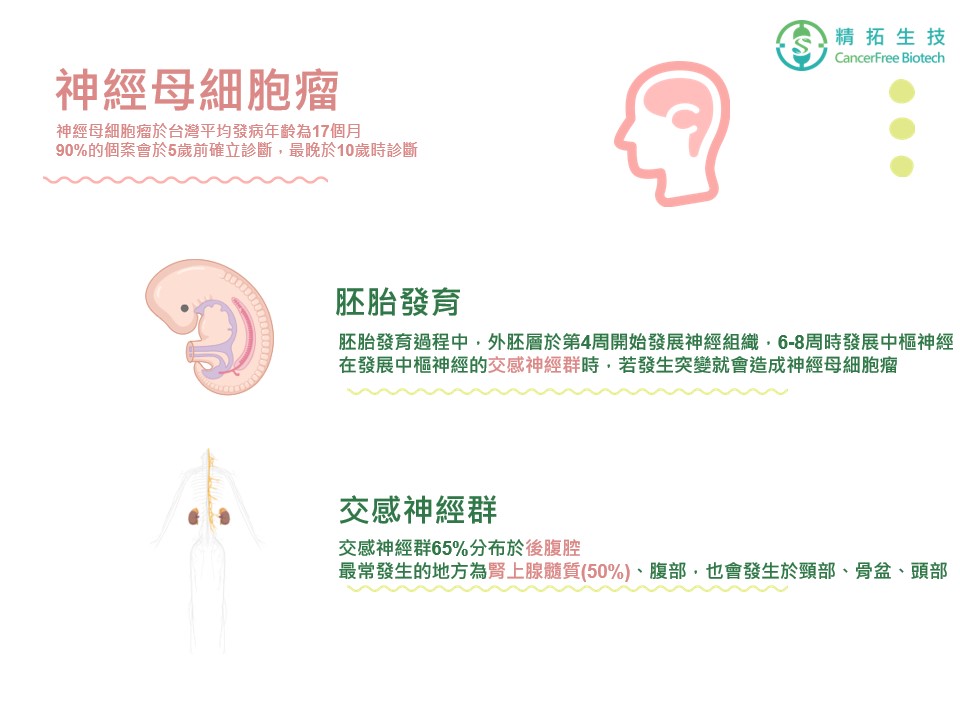 精拓生技
CancerFree Biotech
神經母細胞瘤
神經母細胞瘤於台灣平均發病年齡為17個月
90%的個案會於5歲前確立診斷，最晚於10歲時診斷
胚胎發育
胚胎發育過程中，外胚層於第4周開始發展神經組織，6-8周時發展中樞神經
在發展中樞神經的交感神經群時，若發生突變就會造成神經母細胞瘤
交感神經群
交感神經群65%分布於後腹腔
最常發生的地方為腎上腺髓質(50%)、腹部，也會發生於頸部、骨盆、頭部